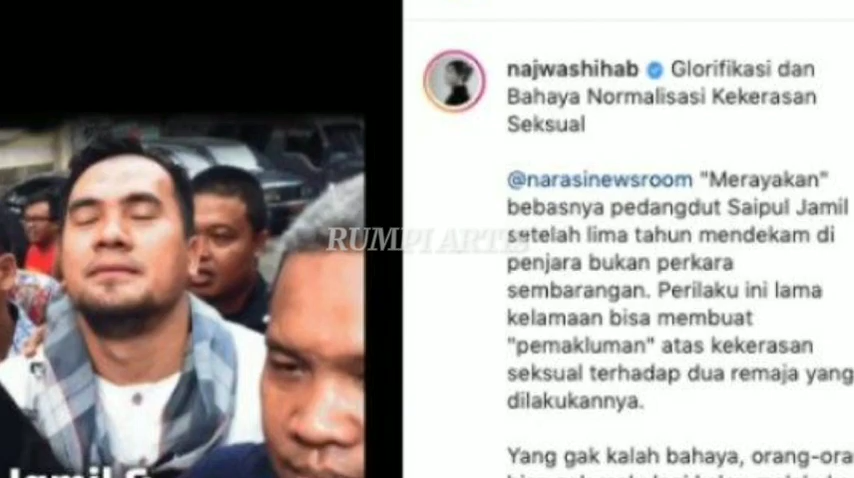 najwashihab Glorifikasi dan
Bahaya Normalisasi Kekerasan
Seksual
@narasinewsroom "Merayakan"
bebasnya pedangdut Saipul Jamil
setelah lima tahun mendekam di
penjara bukan perkara
sembarangan. Perilaku ini lama
kelamaan bisa membuat
"pemakluman" atas kekerasan
seksual terhadap dua remaja yang
dilakukannya.
Yang gak kalah bahaya, orang-oran
RUMPI ARTIS